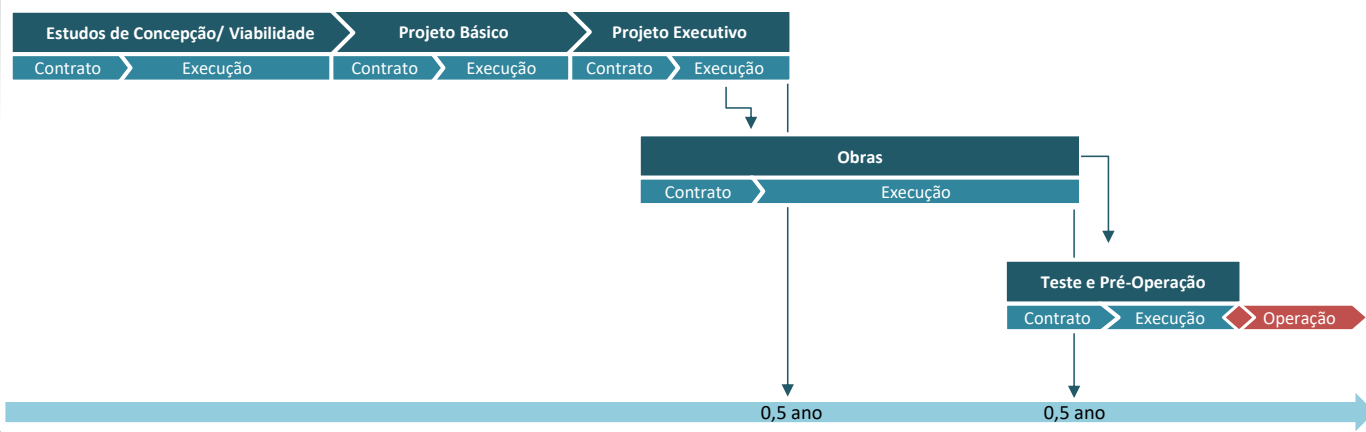 Estudos de Concepção/ Viabilidade
Projeto Básico
Projeto Executivo
Contrato
Execução
Contrato
Execução
Contrato
Execução
Obras
Contrato
Execução
Teste e Pré-Operação
Contrato
Execução
Operação
0,5 ano
0,5 ano